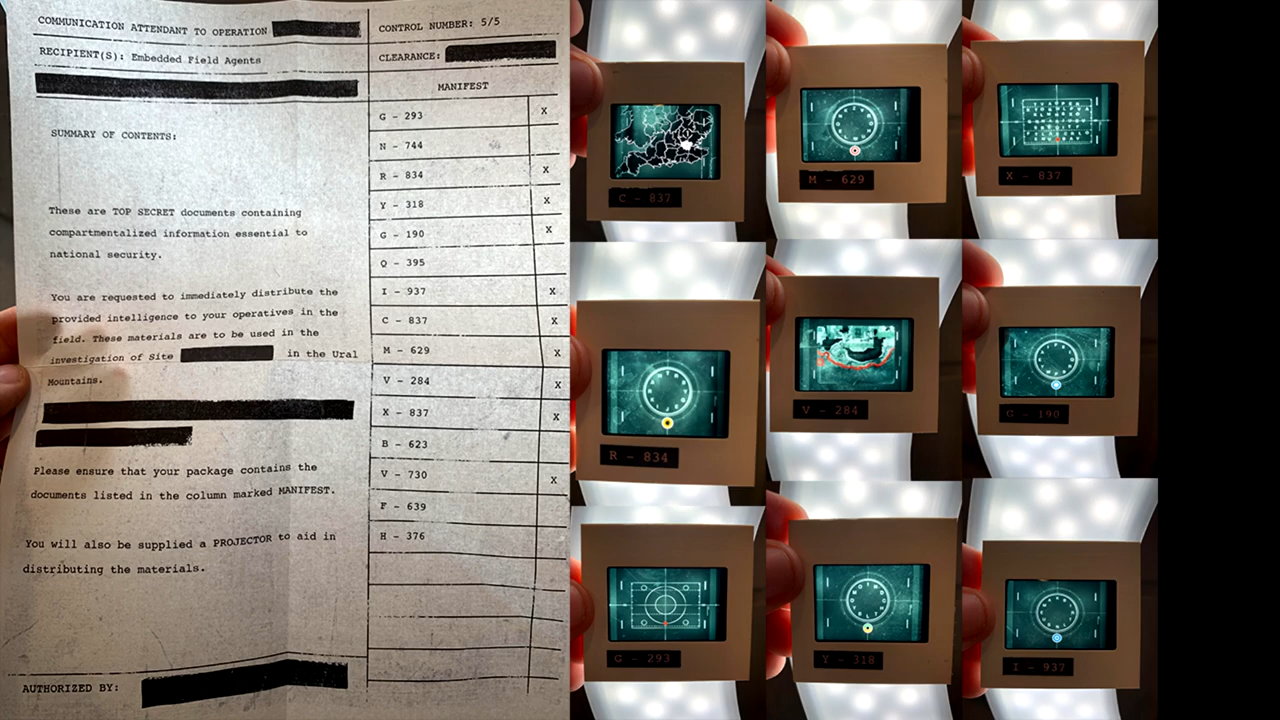 COMMUNICATION ATTENDANT TO OPERATION
RECIPIENT(S): Embedded Field Agents
SUMMARY OF CONTENTS:
These are TOP SECRET documents containing
compartmentalized information essential to
national security.
You are requested to immediately distribute the
provided intelligence to your operatives in the
field. These materials are to be used in the
investigation of Site in the Ural
Mountains.
Please ensure that your package contains the
documents listed in the column marked MANIFEST.
You will also be supplied a PROJECTOR to aid in
distributing the materials.
AUTHORIZED BY:
CONTROL NUMBER: 5/5
CLEARANCE:
MANIFEST
G - 293 X
N - 744
R - 834 X
Y - 318 X
G - 190 X
Q - 395
I - 937 X
C - 837 X
M - 629 X
V - 284 X
X - 837 X
B - 623
V - 730 X
F - 639
H - 376
C - 837
M - 629
X - 837
R - 834
V - 284
G - 190
G - 293
Y - 318
I - 937